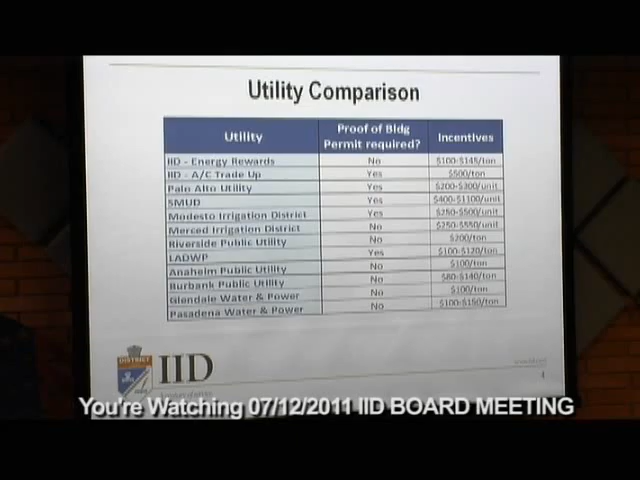 Utility Comparison
Utility Proof of Bldg Permit required? Incentives
IID - Energy Rewards No $100-$145/ton
IID - A/C Trade Up Yes $500/ton
Palo Alto Utility Yes $200-$300/unit
SMUD Yes $400-$1100/unit
Modesto Irrigation District Yes $250-$500/unit
Merced Irrigation District No $250-$550/unit
Riverside Public Utility No $200/ton
LADWP Yes $100-$120/ton
Anaheim Public Utility No $100/ton
Burbank Public Utility No $80-$140/ton
Glendale Water & Power No $100/ton
Pasadena Water & Power No $100-$150/ton
DISTRICT
IID
4
You're Watching 07/12/2011 IID BOARD MEETING